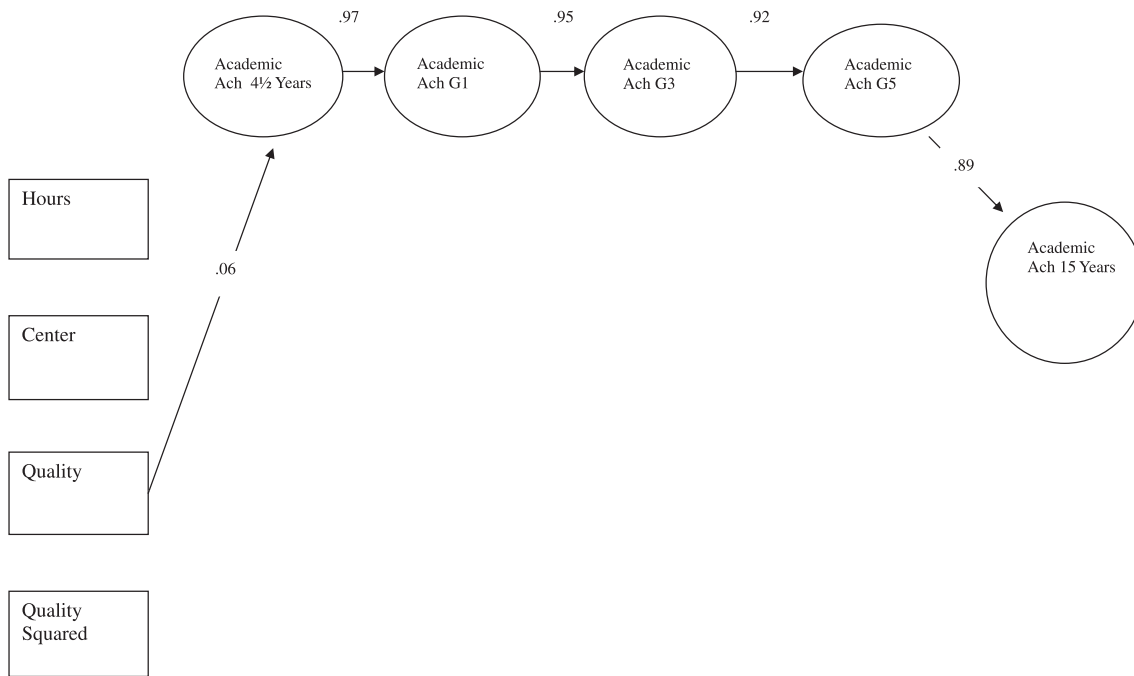 .97
.95
.92
Academic
Ach 4½ Years
Academic
Ach G1
Academic
Ach G3
Academic
Ach G5
.89
Hours
Academic
Ach 15 Years
.06
Center
Quality
Quality
Squared